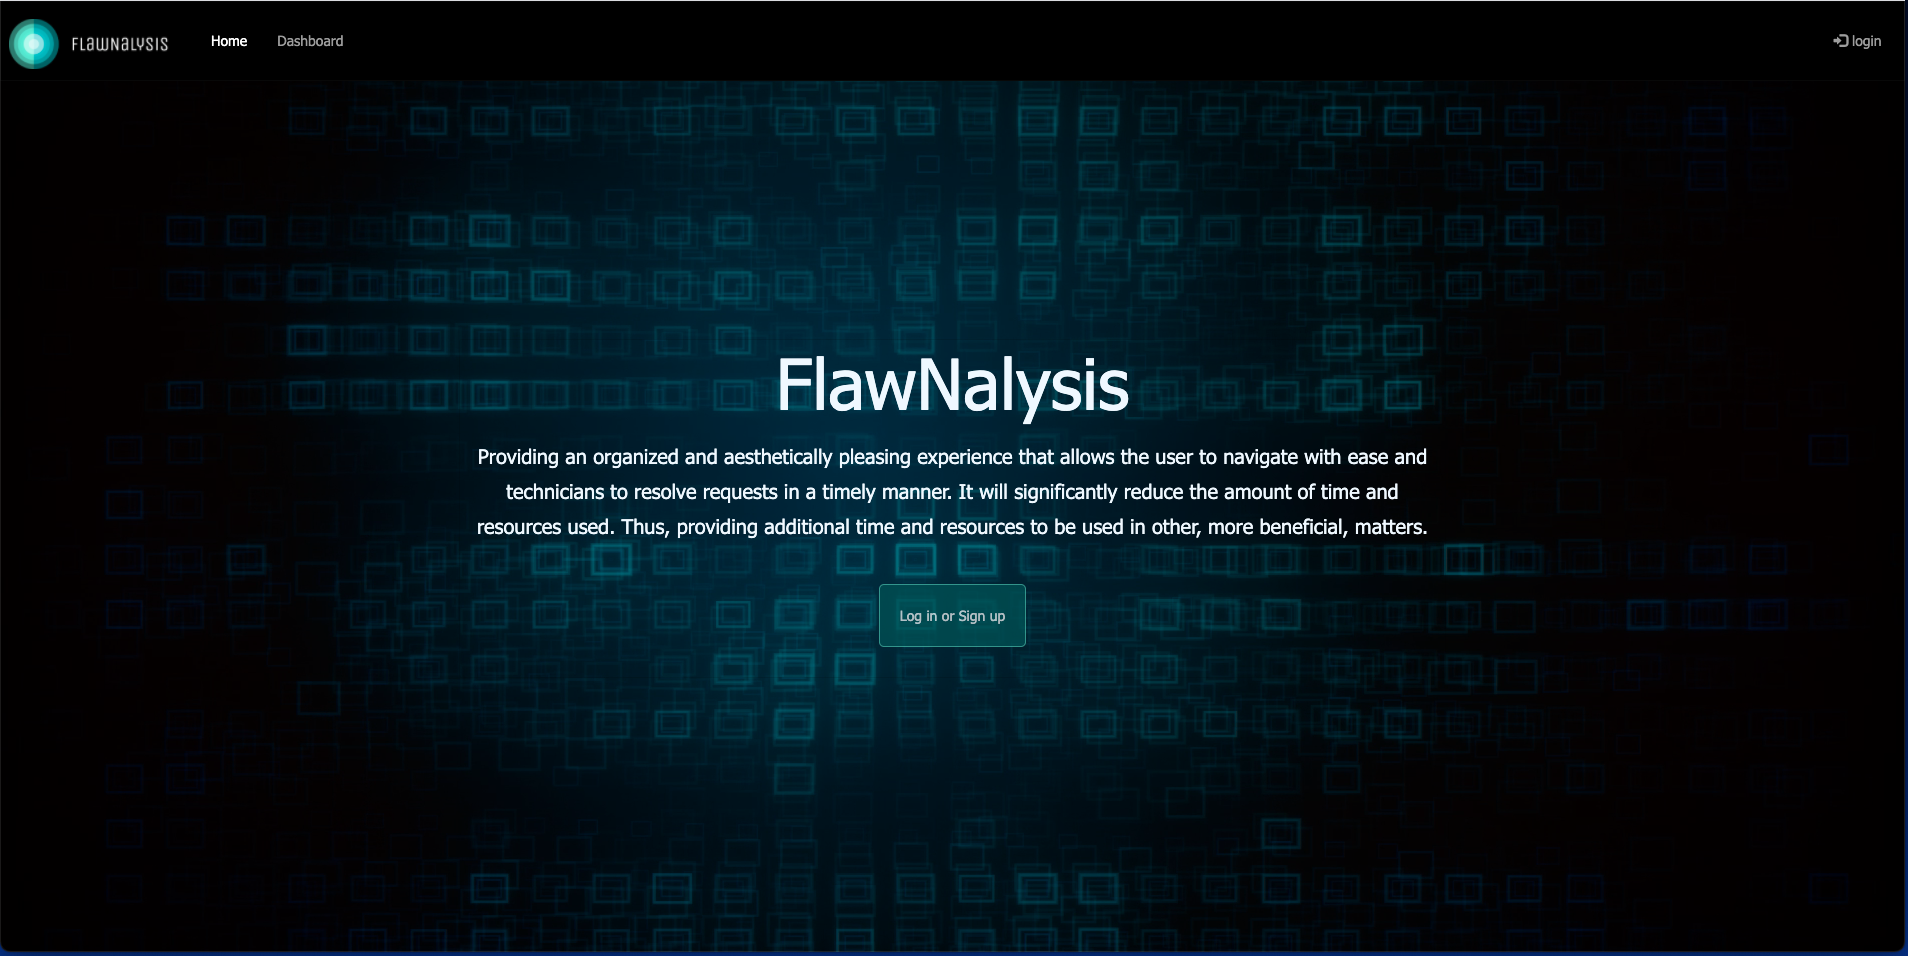 FLAWNALYSIS
Home
Dashboard
login
FlawNalysis
Providing an organized and aesthetically pleasing experience that allows the user to navigate with ease and
technicians to resolve requests in a timely manner. It will significantly reduce the amount of time and
resources used. Thus, providing additional time and resources to be used in other, more beneficial, matters.
Log in or Sign up